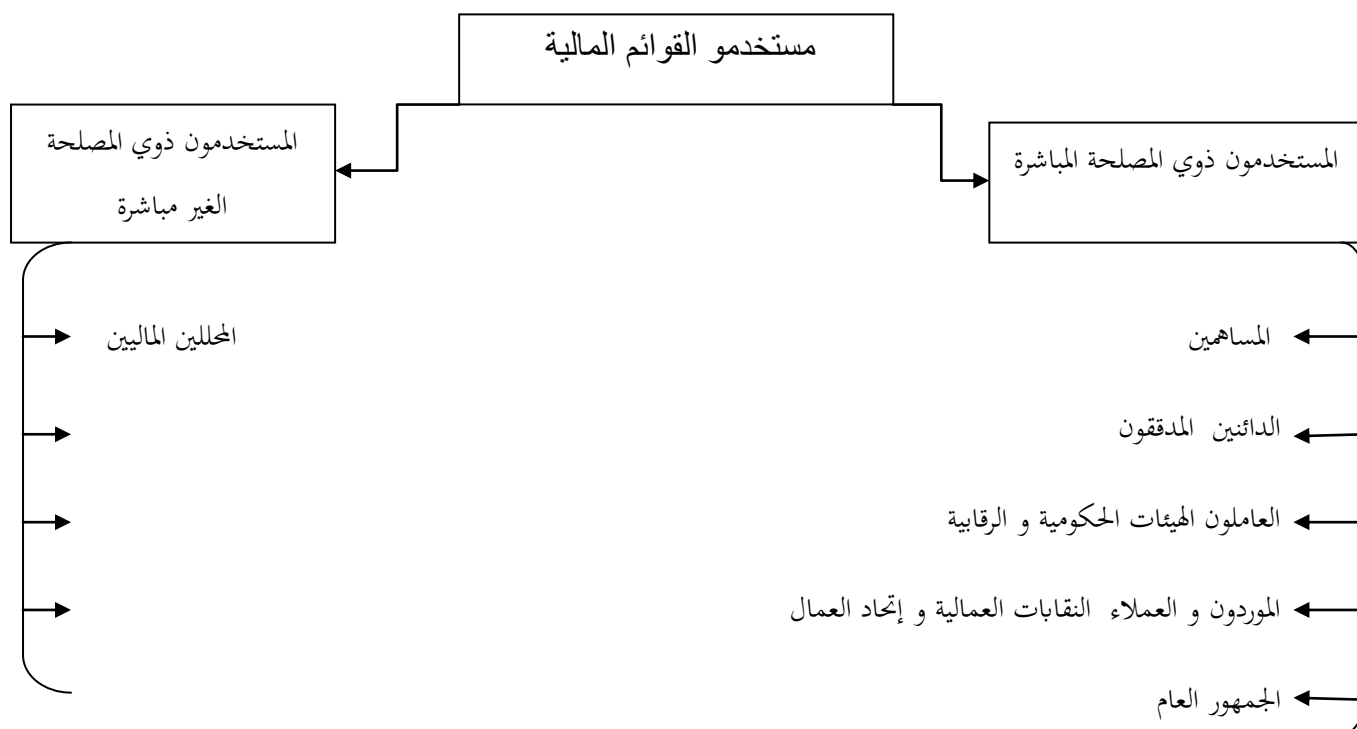 مستخدمو القوائم المالية
المستخدمون ذوي المصلحة المباشرة
المستخدمون ذوي المصلحة
الغير مباشرة
المساهمين
المحللين الماليين
الدائنين المدققون
العاملون الهيئات الحكومية و الرقابية
الموردون و العملاء النقابات العمالية و إتحاد العمال
الجمهور العام